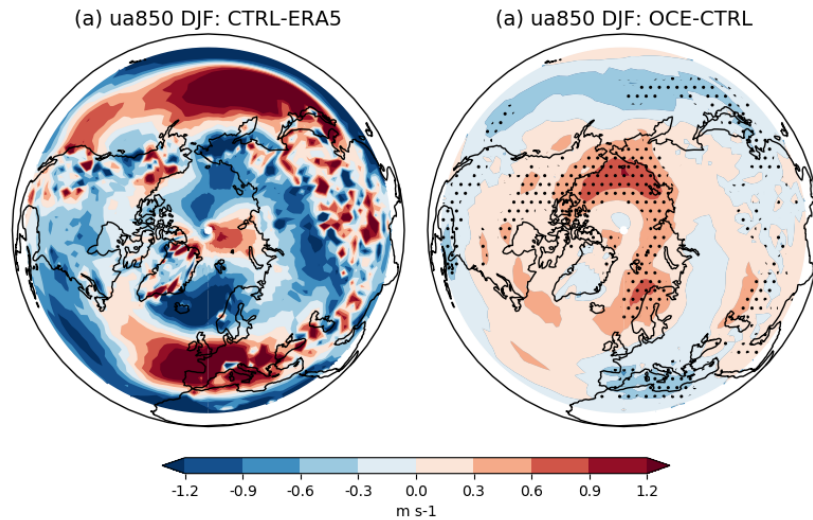 (a) ua850 DJF: CTRL-ERA5
(a) ua850 DJF: OCE-CTRL
-1.2 -0.9 -0.6 -0.3 0.0 0.3 0.6 0.9 1.2
m s-1